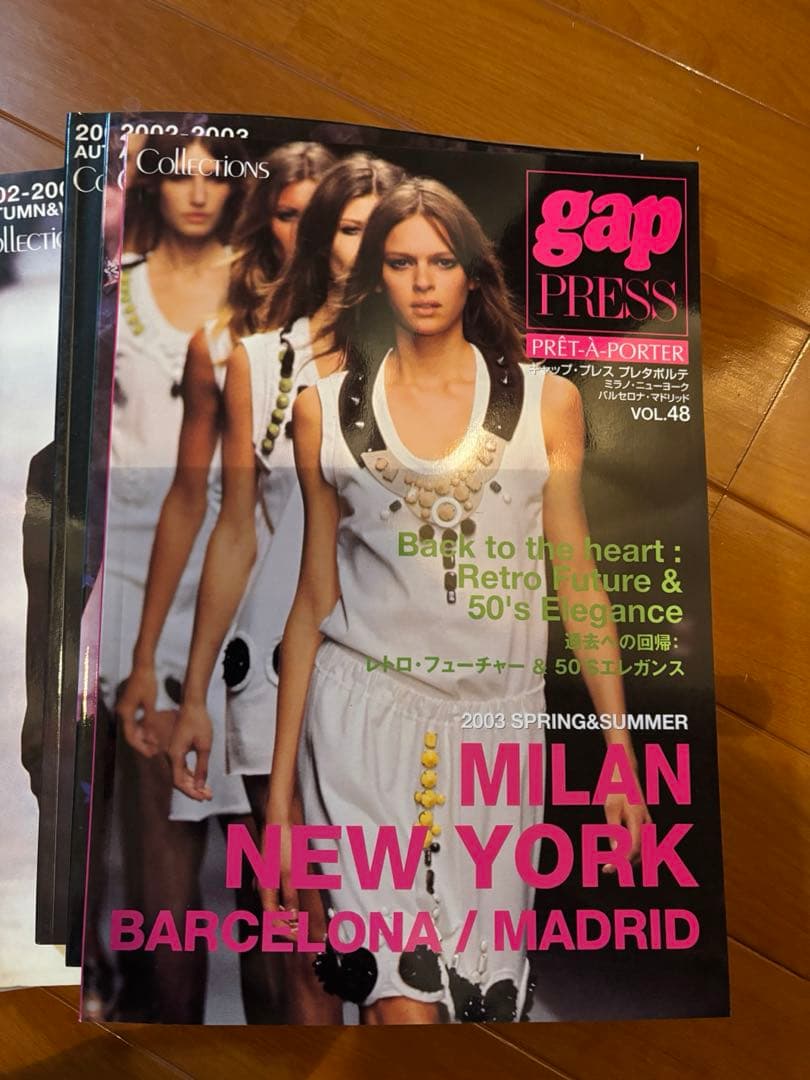 2002-2003
COLLECTIONS
gap
PRESS
PRÊT-À-PORTER
ギャップ・プレス プレタポルテ
ミラノ・ニューヨーク
バルセロナ・マドリッド
VOL.48
Back to the heart :
Retro Future &
50's Elegance
過去への回帰:
レトロ・フューチャー & 50'Sエレガンス
2003 SPRING&SUMMER
MILAN
NEW YORK
BARCELONA / MADRID